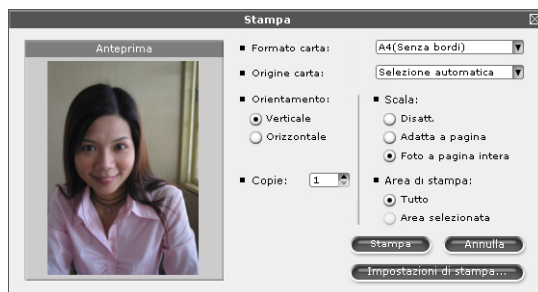 Stampa
Anteprima
Formato carta:
A4(Senza bordi)
Origine carta:
Selezione automatica
Orientamento:
Verticale
Orizzontale
Scala:
Disatt.
Adatta a pagina
Foto a pagina intera
Copie:
1
Area di stampa:
Tutto
Area selezionata
Stampa
Annulla
Impostazioni di stampa...